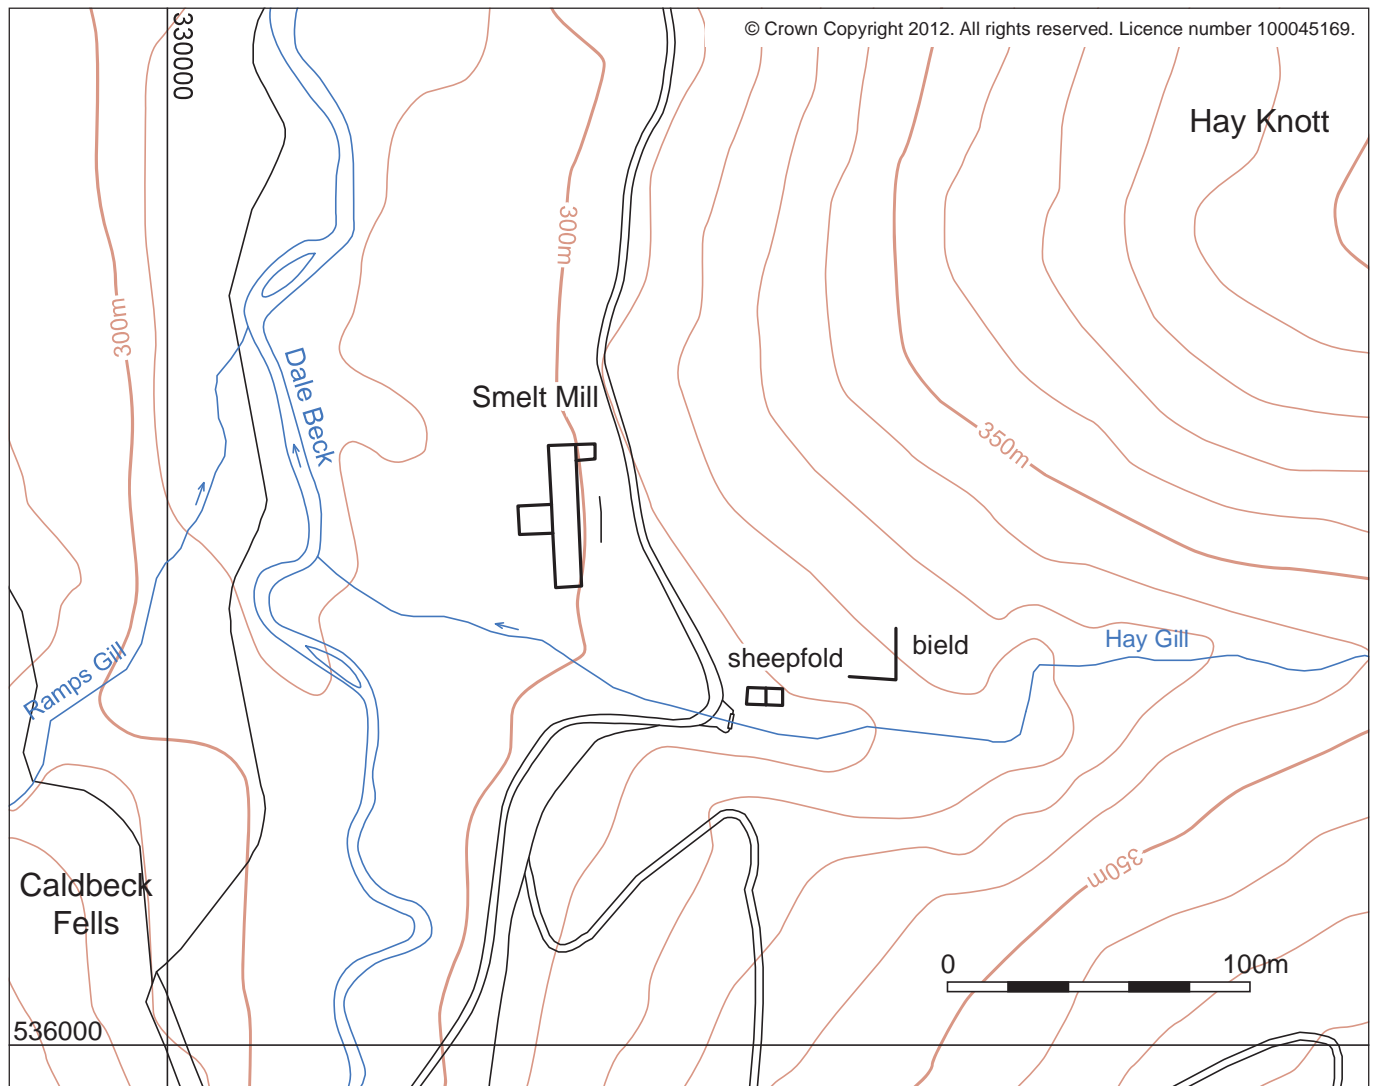 © Crown Copyright 2012. All rights reserved. Licence number 100045169.
330000
Hay Knott
300m
300m
Dale Beck
Smelt Mill
350m
Ramps Gill
sheepfold
bield
Hay Gill
350m
Caldbeck
Fells
0 100m
536000